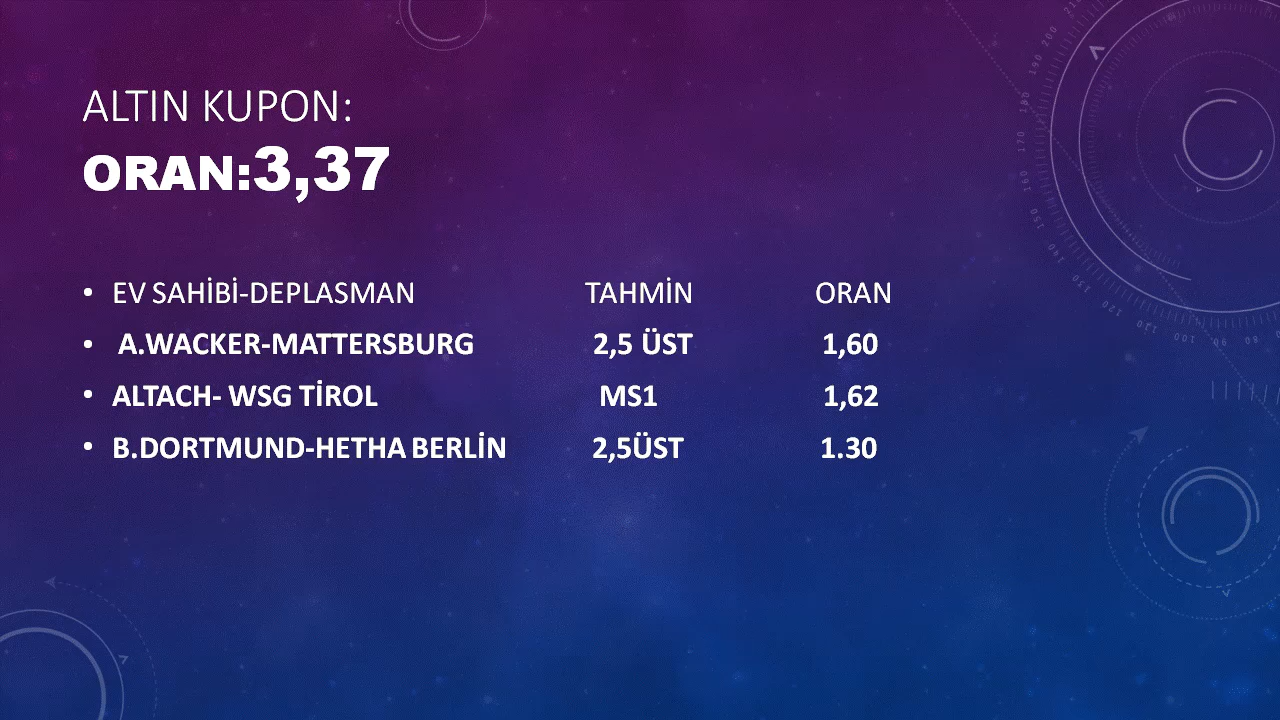 ALTIN KUPON:
ORAN:3,37
• EV SAHİBİ-DEPLASMAN TAHMİN ORAN
• A.WACKER-MATTERSBURG 2,5 ÜST 1,60
• ALTACH- WSG TİROL MS1 1,62
• B.DORTMUND-HETHA BERLİN 2,5ÜST 1.30